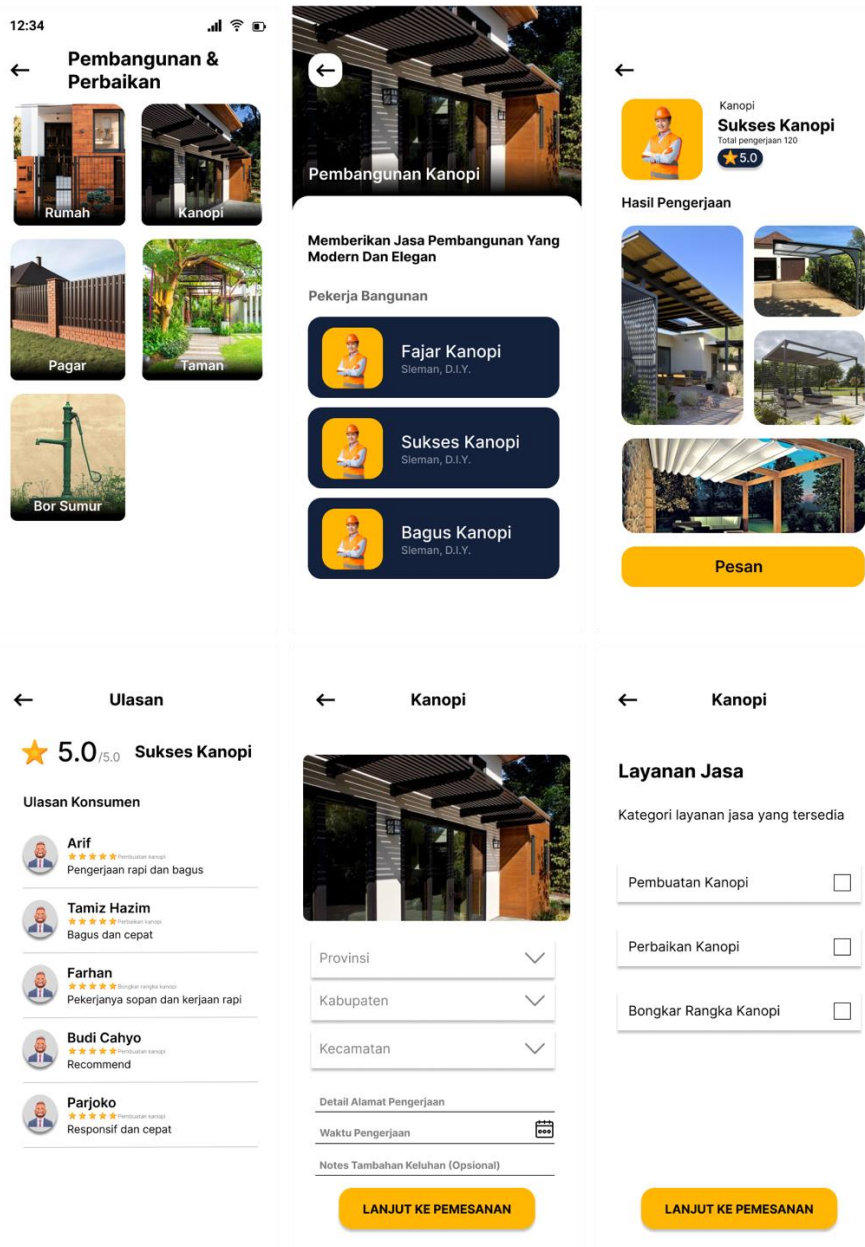 12:34
Pembangunan &
Perbaikan
Rumah
Kanopi
Pagar
Taman
Bor Sumur
Pembangunan Kanopi
Memberikan Jasa Pembangunan Yang
Modern Dan Elegan
Pekerja Bangunan
Fajar Kanopi
Sleman, D.I.Y.
Sukses Kanopi
Sleman, D.I.Y.
Bagus Kanopi
Sleman, D.I.Y.
Kanopi
Sukses Kanopi
Total pengerjaan 120
5.0
Hasil Pengerjaan
Pesan
Ulasan
5.0/5.0 Sukses Kanopi
Ulasan Konsumen
Arif
Pembuatan kanopi
Pengerjaan rapi dan bagus
Tamiz Hazim
Perbaikan kanopi
Bagus dan cepat
Farhan
Bongkar rangka kanopi
Pekerjanya sopan dan kerjaan rapi
Budi Cahyo
Pembuatan kanopi
Recommend
Parjoko
Pembuatan kanopi
Responsif dan cepat
Kanopi
Provinsi
Kabupaten
Kecamatan
Detail Alamat Pengerjaan
Waktu Pengerjaan
Notes Tambahan Keluhan (Opsional)
LANJUT KE PEMESANAN
Kanopi
Layanan Jasa
Kategori layanan jasa yang tersedia
Pembuatan Kanopi
Perbaikan Kanopi
Bongkar Rangka Kanopi
LANJUT KE PEMESANAN